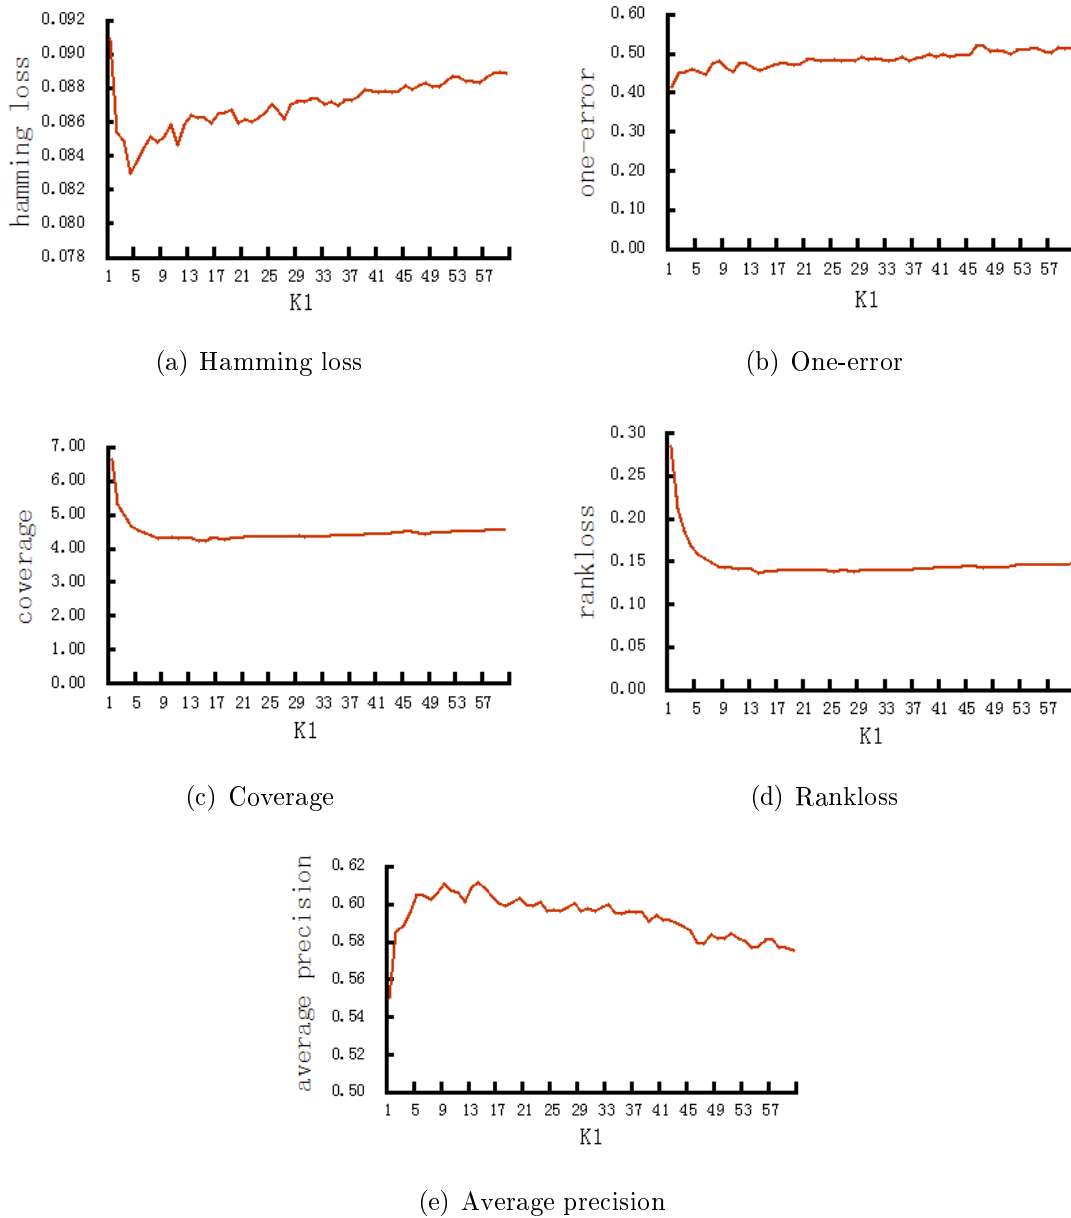 hamming loss
0.092
0.090
0.088
0.086
0.084
0.082
0.080
0.078
1 5 9 13 17 21 25 29 33 37 41 45 49 53 57
K1
(a) Hamming loss
one-error
0.60
0.50
0.40
0.30
0.20
0.10
0.00
1 5 9 13 17 21 25 29 33 37 41 45 49 53 57
K1
(b) One-error
coverage
7.00
6.00
5.00
4.00
3.00
2.00
1.00
0.00
1 5 9 13 17 21 25 29 33 37 41 45 49 53 57
K1
(c) Coverage
rankloss
0.30
0.25
0.20
0.15
0.10
0.05
0.00
1 5 9 13 17 21 25 29 33 37 41 45 49 53 57
K1
(d) Rankloss
average precision
0.62
0.60
0.58
0.56
0.54
0.52
0.50
1 5 9 13 17 21 25 29 33 37 41 45 49 53 57
K1
(e) Average precision